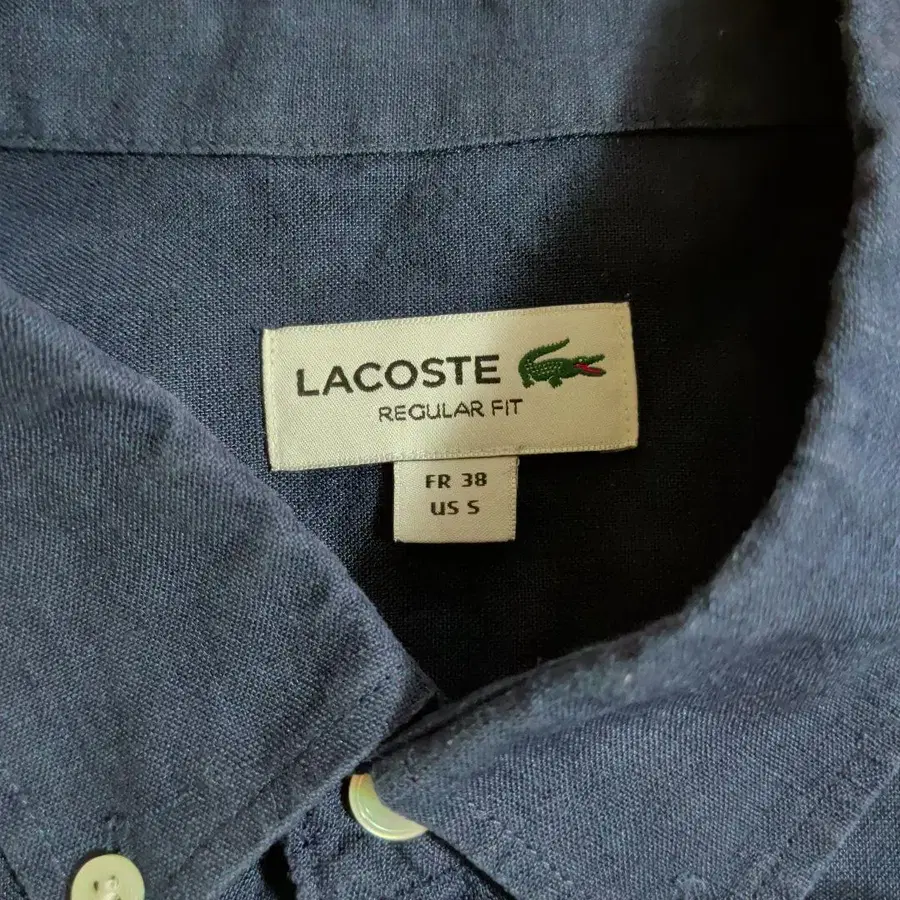 LACOSTE
REGULAR FIT
FR 38
US S